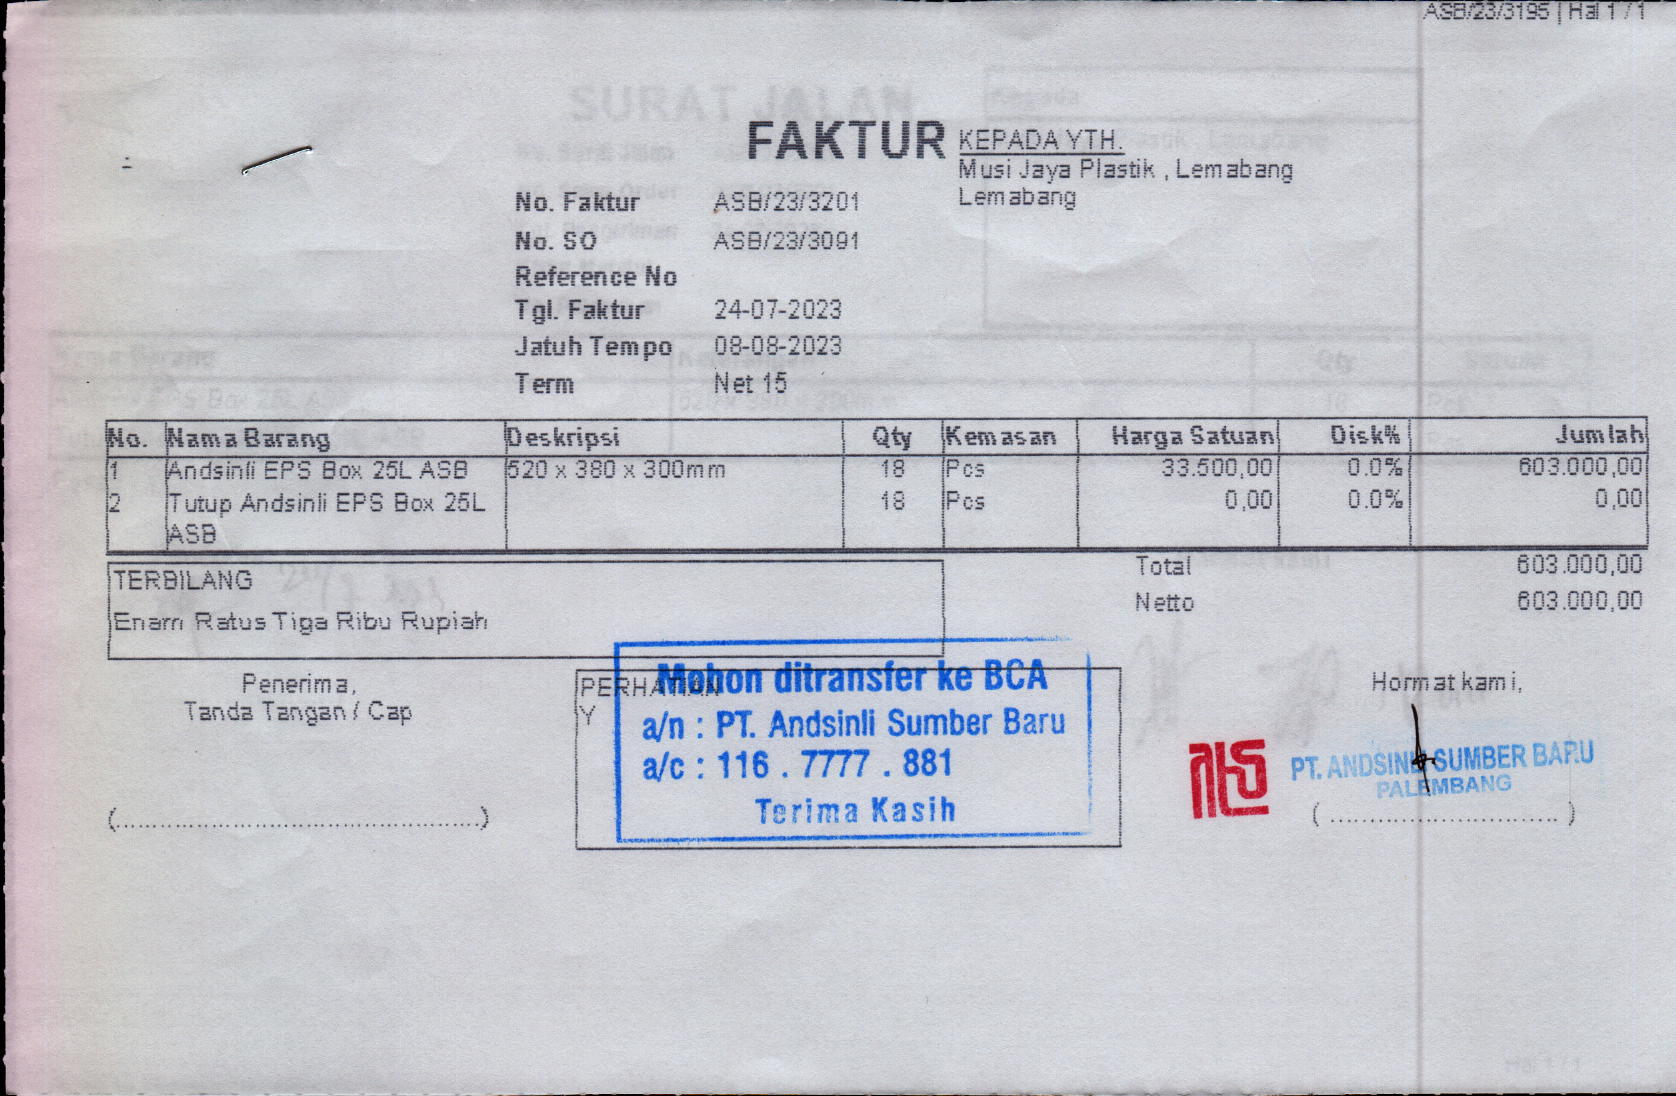 ASB/23/3195 | Hal 1 / 1
SURAT JALAN
FAKTUR
KEPADA YTH.
Musi Jaya Plastik , Lemabang
Lemabang
No. Faktur ASB/23/3201
No. SO ASB/23/3091
Reference No
Tgl. Faktur 24-07-2023
Jatuh Tempo 08-08-2023
Term Net 15
No. Nama Barang Deskripsi Qty Kemasan Harga Satuan Disk% Jumlah
1 Andsinli EPS Box 25L ASB 520 x 380 x 300mm 18 Pcs 33.500,00 0.0% 603.000,00
2 Tutup Andsinli EPS Box 25L 18 Pcs 0,00 0.0% 0,00
ASB
TERBILANG
Enam Ratus Tiga Ribu Rupiah
Total 603.000,00
Netto 603.000,00
Penerima,
Tanda Tangan / Cap
(................................................)
PERHATIAN
Y
Mohon ditransfer ke BCA
a/n : PT. Andsinli Sumber Baru
a/c : 116 . 7777 . 881
Terima Kasih
Hormat kami,
PT. ANDSINLI SUMBER BARU
PALEMBANG
( ............................. )
Hal 1 / 1